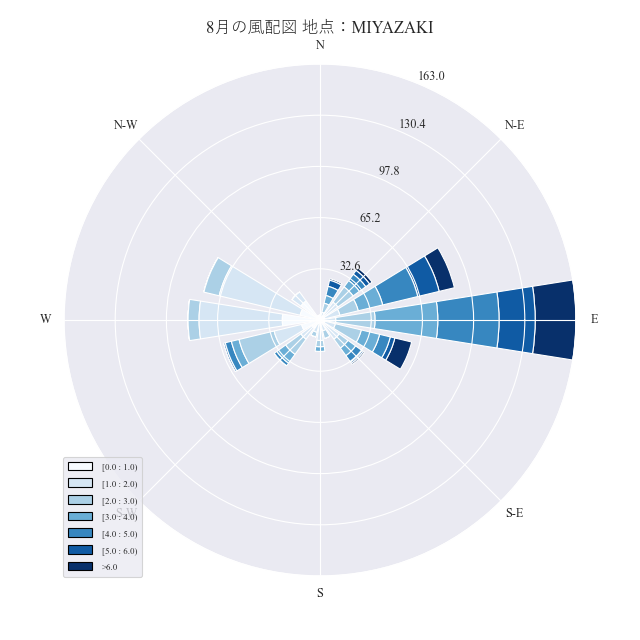 8月の風配図 地点：MIYAZAKI
N
163.0
N-W
130.4
N-E
97.8
65.2
32.6
W
E
[0.0 : 1.0)
[1.0 : 2.0)
[2.0 : 3.0)
S-W
S-E
[3.0 : 4.0)
[4.0 : 5.0)
[5.0 : 6.0)
>6.0
S